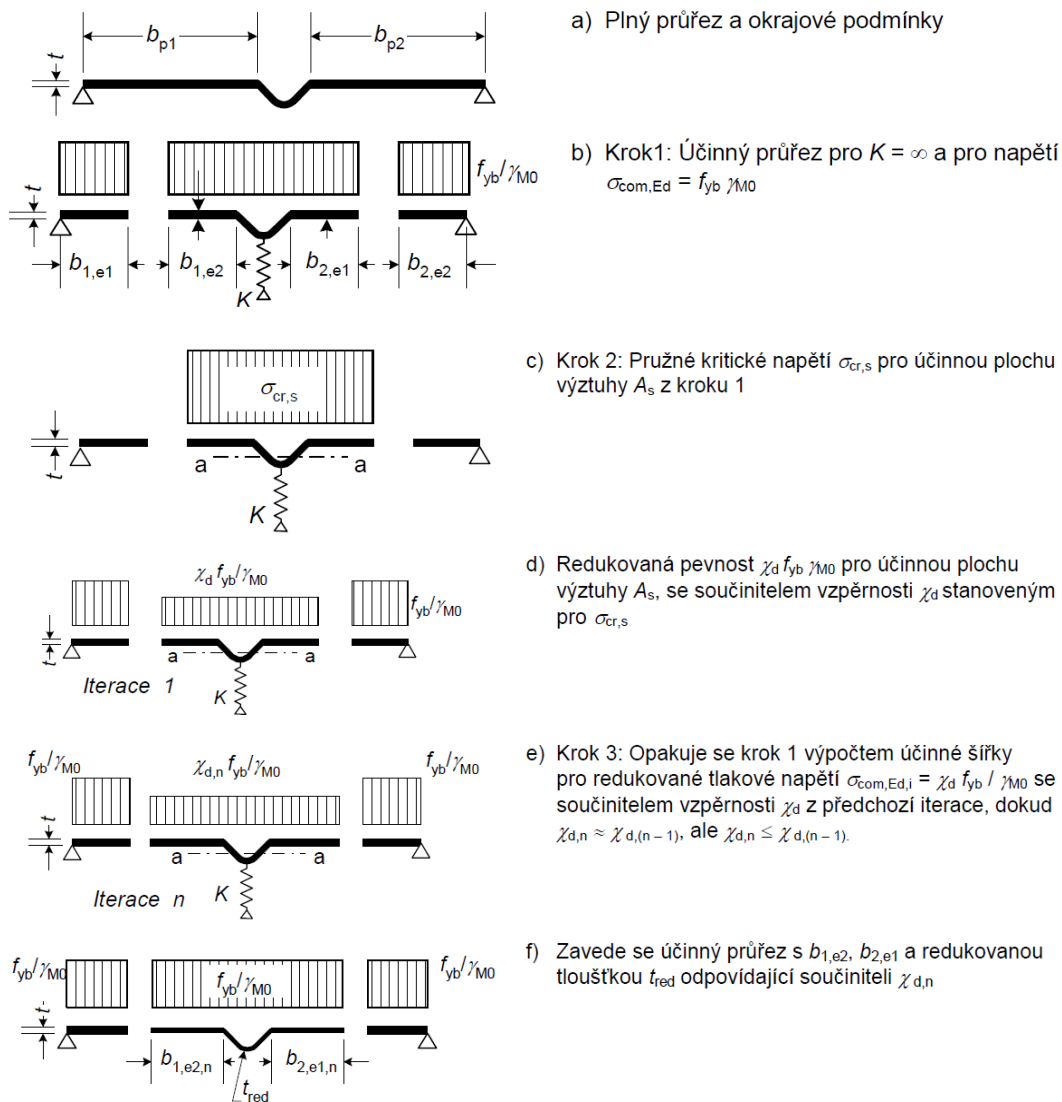 a) Plný průřez a okrajové podmínky
t
b_p1
b_p2
b) Krok1: Účinný průřez pro K = ∞ a pro napětí
σ_com,Ed = f_yb γ_M0
f_yb/γ_M0
t
b_1,e1
b_1,e2
b_2,e1
b_2,e2
K
c) Krok 2: Pružné kritické napětí σ_cr,s pro účinnou plochu
výztuhy A_s z kroku 1
σ_cr,s
t
a
a
K
d) Redukovaná pevnost χ_d f_yb γ_M0 pro účinnou plochu
výztuhy A_s, se součinitelem vzpěrnosti χ_d stanoveným
pro σ_cr,s
χ_d f_yb/γ_M0
f_yb/γ_M0
t
a
a
Iterace 1
K
e) Krok 3: Opakuje se krok 1 výpočtem účinné šířky
pro redukované tlakové napětí σ_com,Ed,i = χ_d f_yb / γ_M0 se
součinitelem vzpěrnosti χ_d z předchozí iterace, dokud
χ_d,n ≈ χ_d,(n – 1), ale χ_d,n ≤ χ_d,(n – 1).
f_yb/γ_M0
χ_d,n f_yb/γ_M0
f_yb/γ_M0
t
a
a
Iterace n
K
f) Zavede se účinný průřez s b_1,e2, b_2,e1 a redukovanou
tloušťkou t_red odpovídající součiniteli χ_d,n
f_yb/γ_M0
f_yb/γ_M0
f_yb/γ_M0
t
b_1,e2,n
b_2,e1,n
t_red